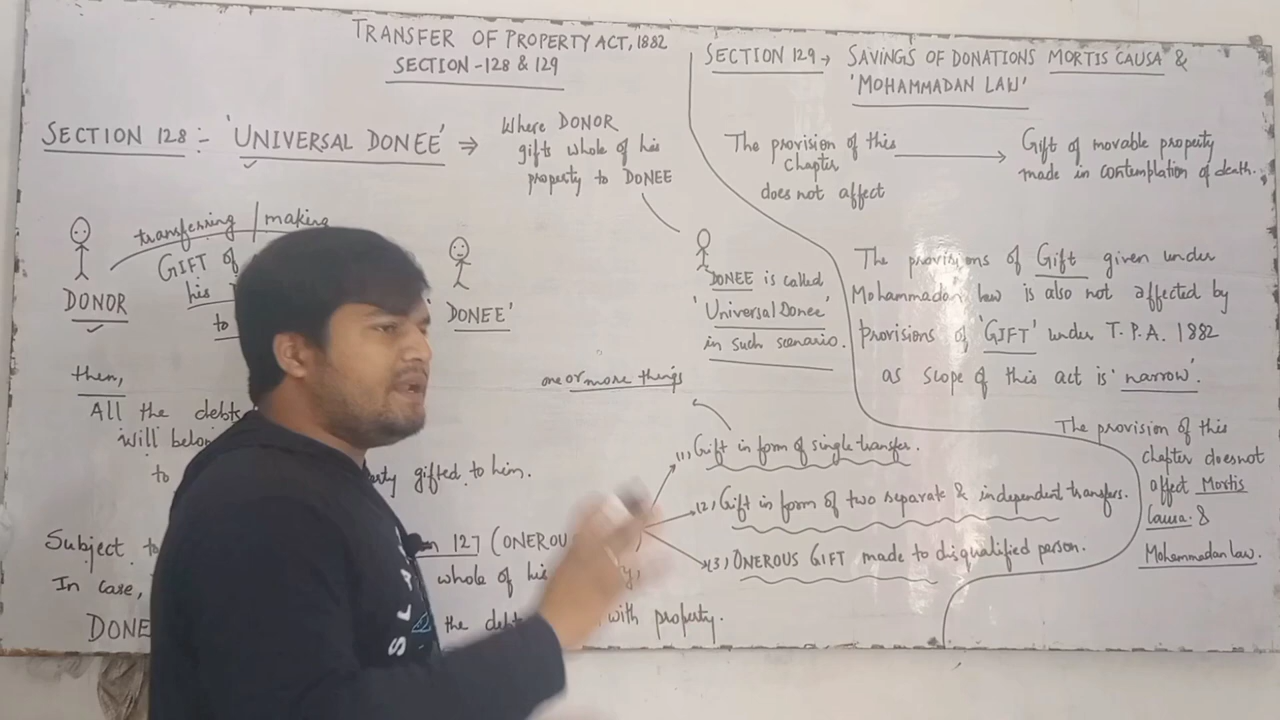 TRANSFER OF PROPERTY ACT, 1882
SECTION -128 & 129
SECTION 128 :- 'UNIVERSAL DONEE' ⇒
Where DONOR
gifts whole of his
property to DONEE
transferring / making
GIFT of
his
to
DONOR
DONEE'
DONEE is called
'Universal Donee'
in such scenario.
then,
All the debts
will belon
to
gifted to him.
one or more things
(1) Gift in form of single transfer.
(2) Gift in form of two separate & independent transfers.
(3) ONEROUS GIFT made to disqualified person.
Subject to
127 (ONEROU
In case,
whole of his
DONE
the debt
with property.
SECTION 129 → SAVINGS OF DONATIONS MORTIS CAUSA &
'MOHAMMADAN LAW'
The provision of this
chapter
does not affect
Gift of movable property
made in contemplation of death.
The provisions of Gift given under
Mohammadan law is also not affected by
provisions of 'GIFT' under T.P.A. 1882
as scope of this act is 'narrow'.
The provision of this
chapter doesnot
affect Mortis
Causa &
Mohammadan law.
SLA